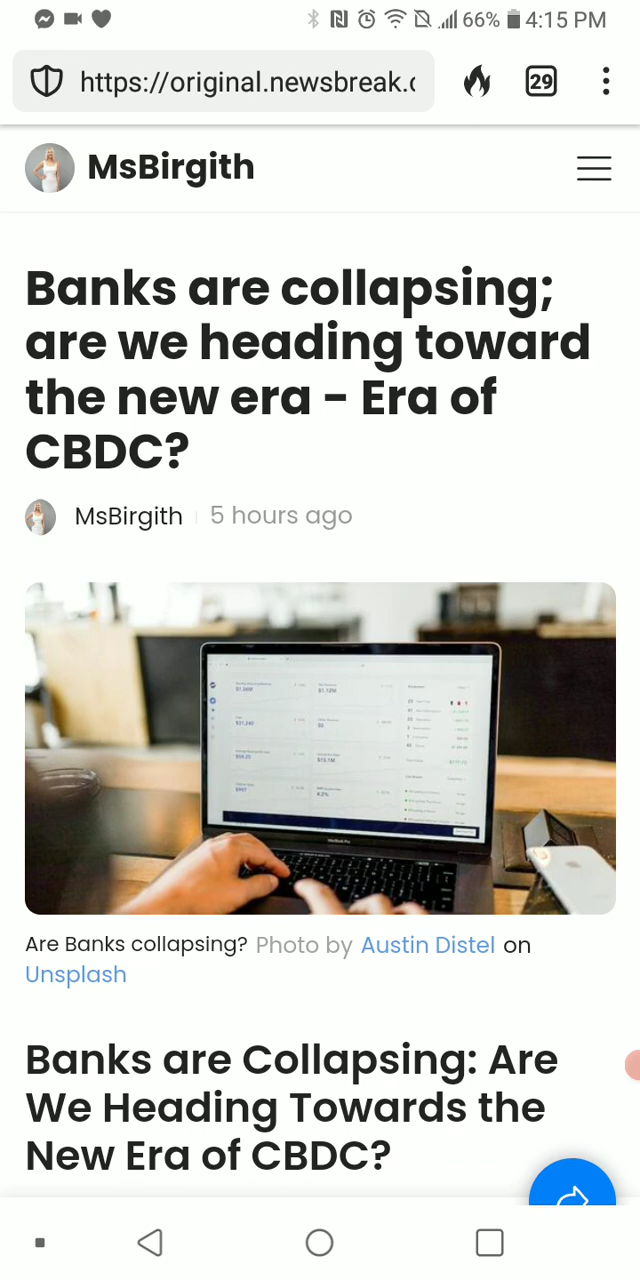 66% 4:15 PM
https://original.newsbreak.c
29
MsBirgith
Banks are collapsing;
are we heading toward
the new era - Era of
CBDC?
MsBirgith 5 hours ago
Are Banks collapsing? Photo by Austin Distel on
Unsplash
Banks are Collapsing: Are
We Heading Towards the
New Era of CBDC?